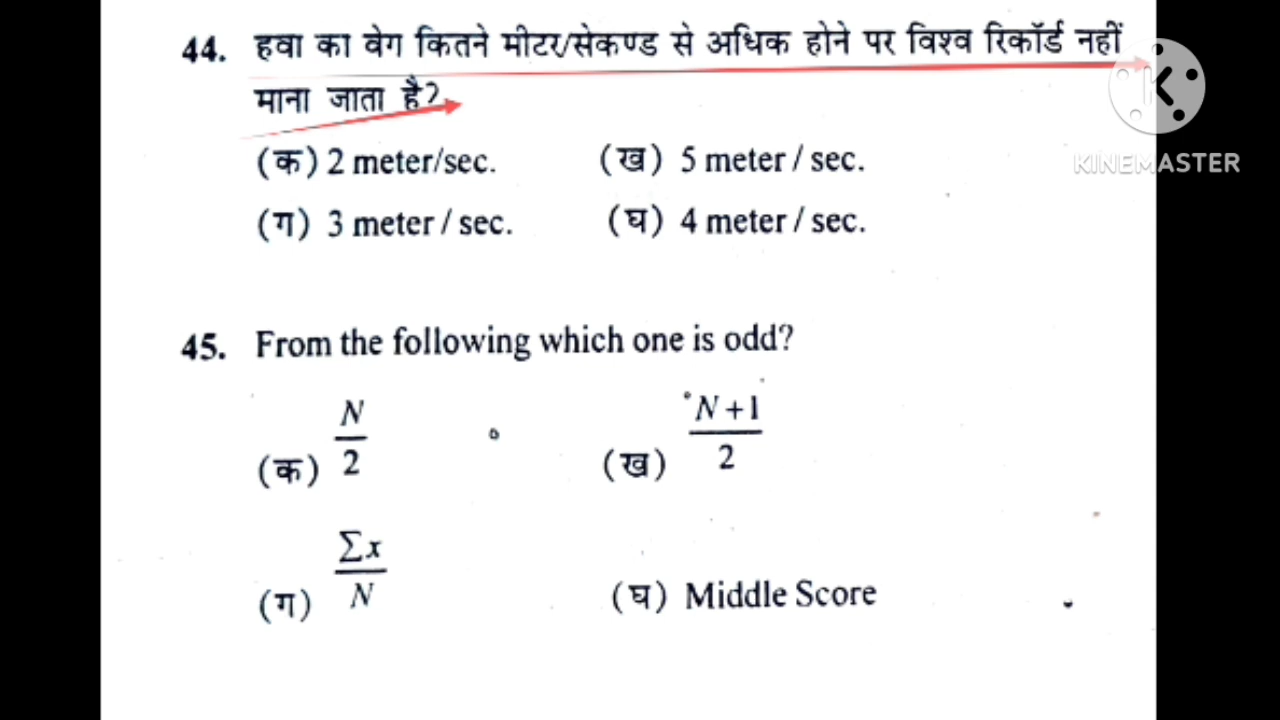 44. हवा का वेग कितने मीटर/सेकण्ड से अधिक होने पर विश्व रिकॉर्ड नहीं
माना जाता है?
KINEMASTER
(क) 2 meter/sec. (ख) 5 meter / sec.
(ग) 3 meter / sec. (घ) 4 meter / sec.
45. From the following which one is odd?
(क) N/2 (ख) N+1/2
(ग) Σx/N (घ) Middle Score